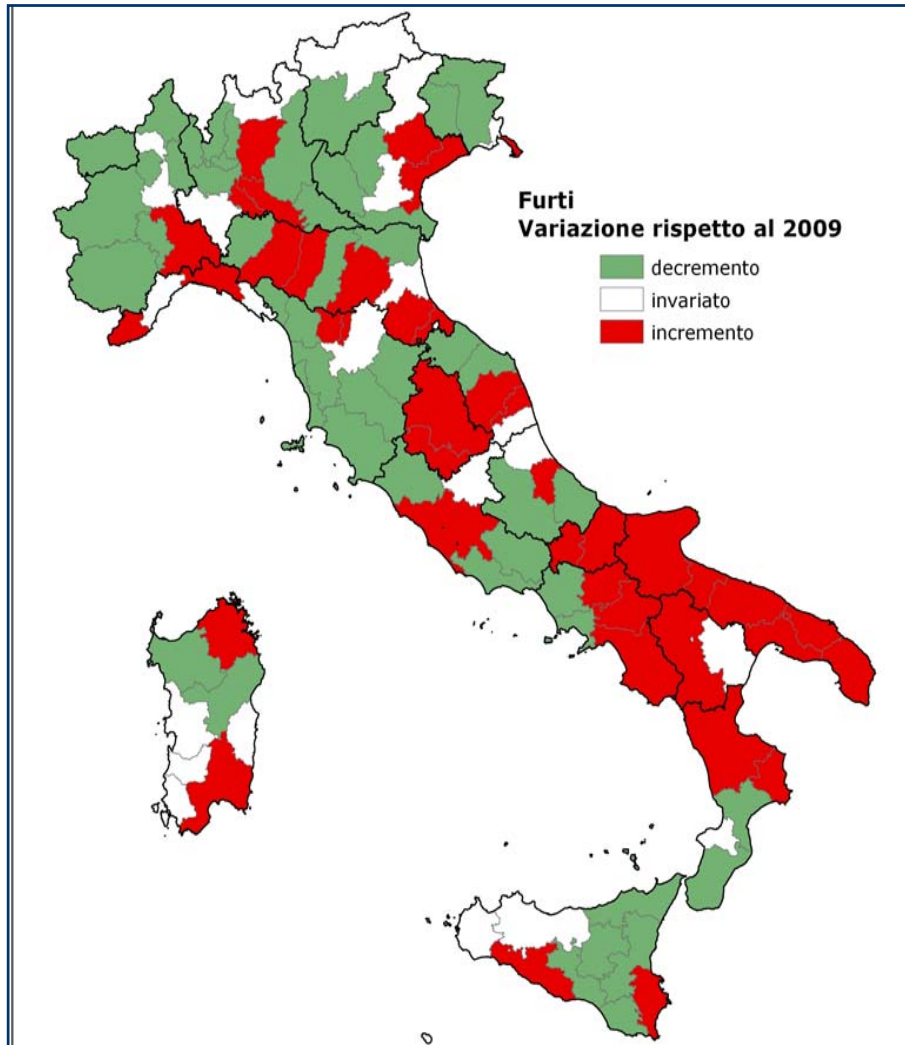 Furti
Variazione rispetto al 2009
decremento
invariato
incremento